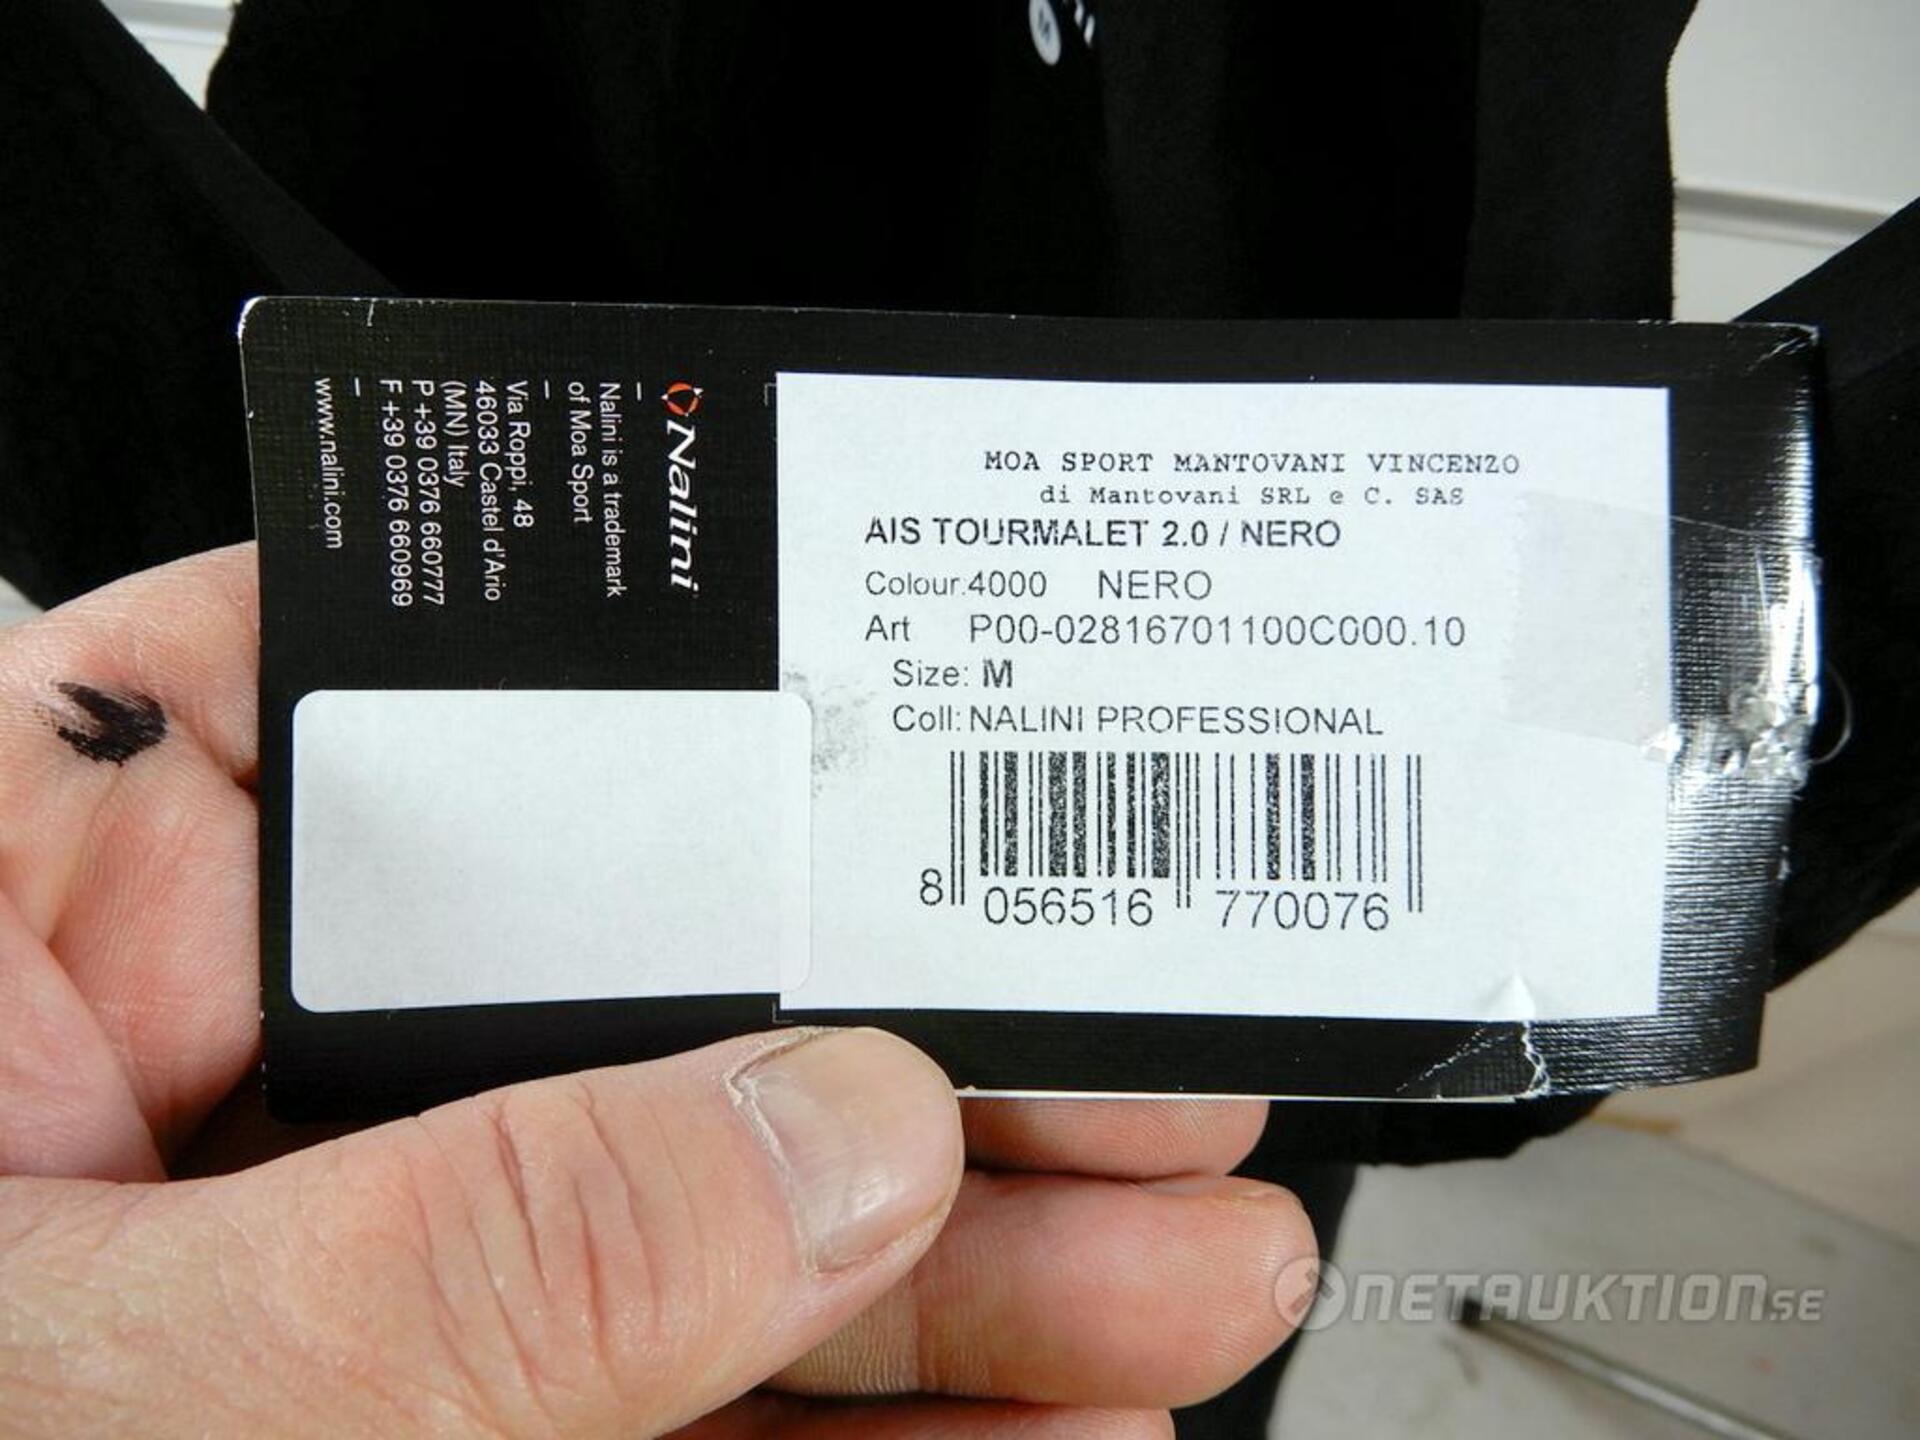 M
Nalini
Nalini is a trademark
of Moa Sport
Via Roppi, 48
46033 Castel d'Ario
(MN) Italy
P +39 0376 660777
F +39 0376 660969
www.nalini.com
MOA SPORT MANTOVANI VINCENZO
di Mantovani SRL e C. SAS
AIS TOURMALET 2.0 / NERO
Colour:4000 NERO
Art P00-02816701100C000.10
Size: M
Coll: NALINI PROFESSIONAL
8 056516 770076
NETAUKTION.SE